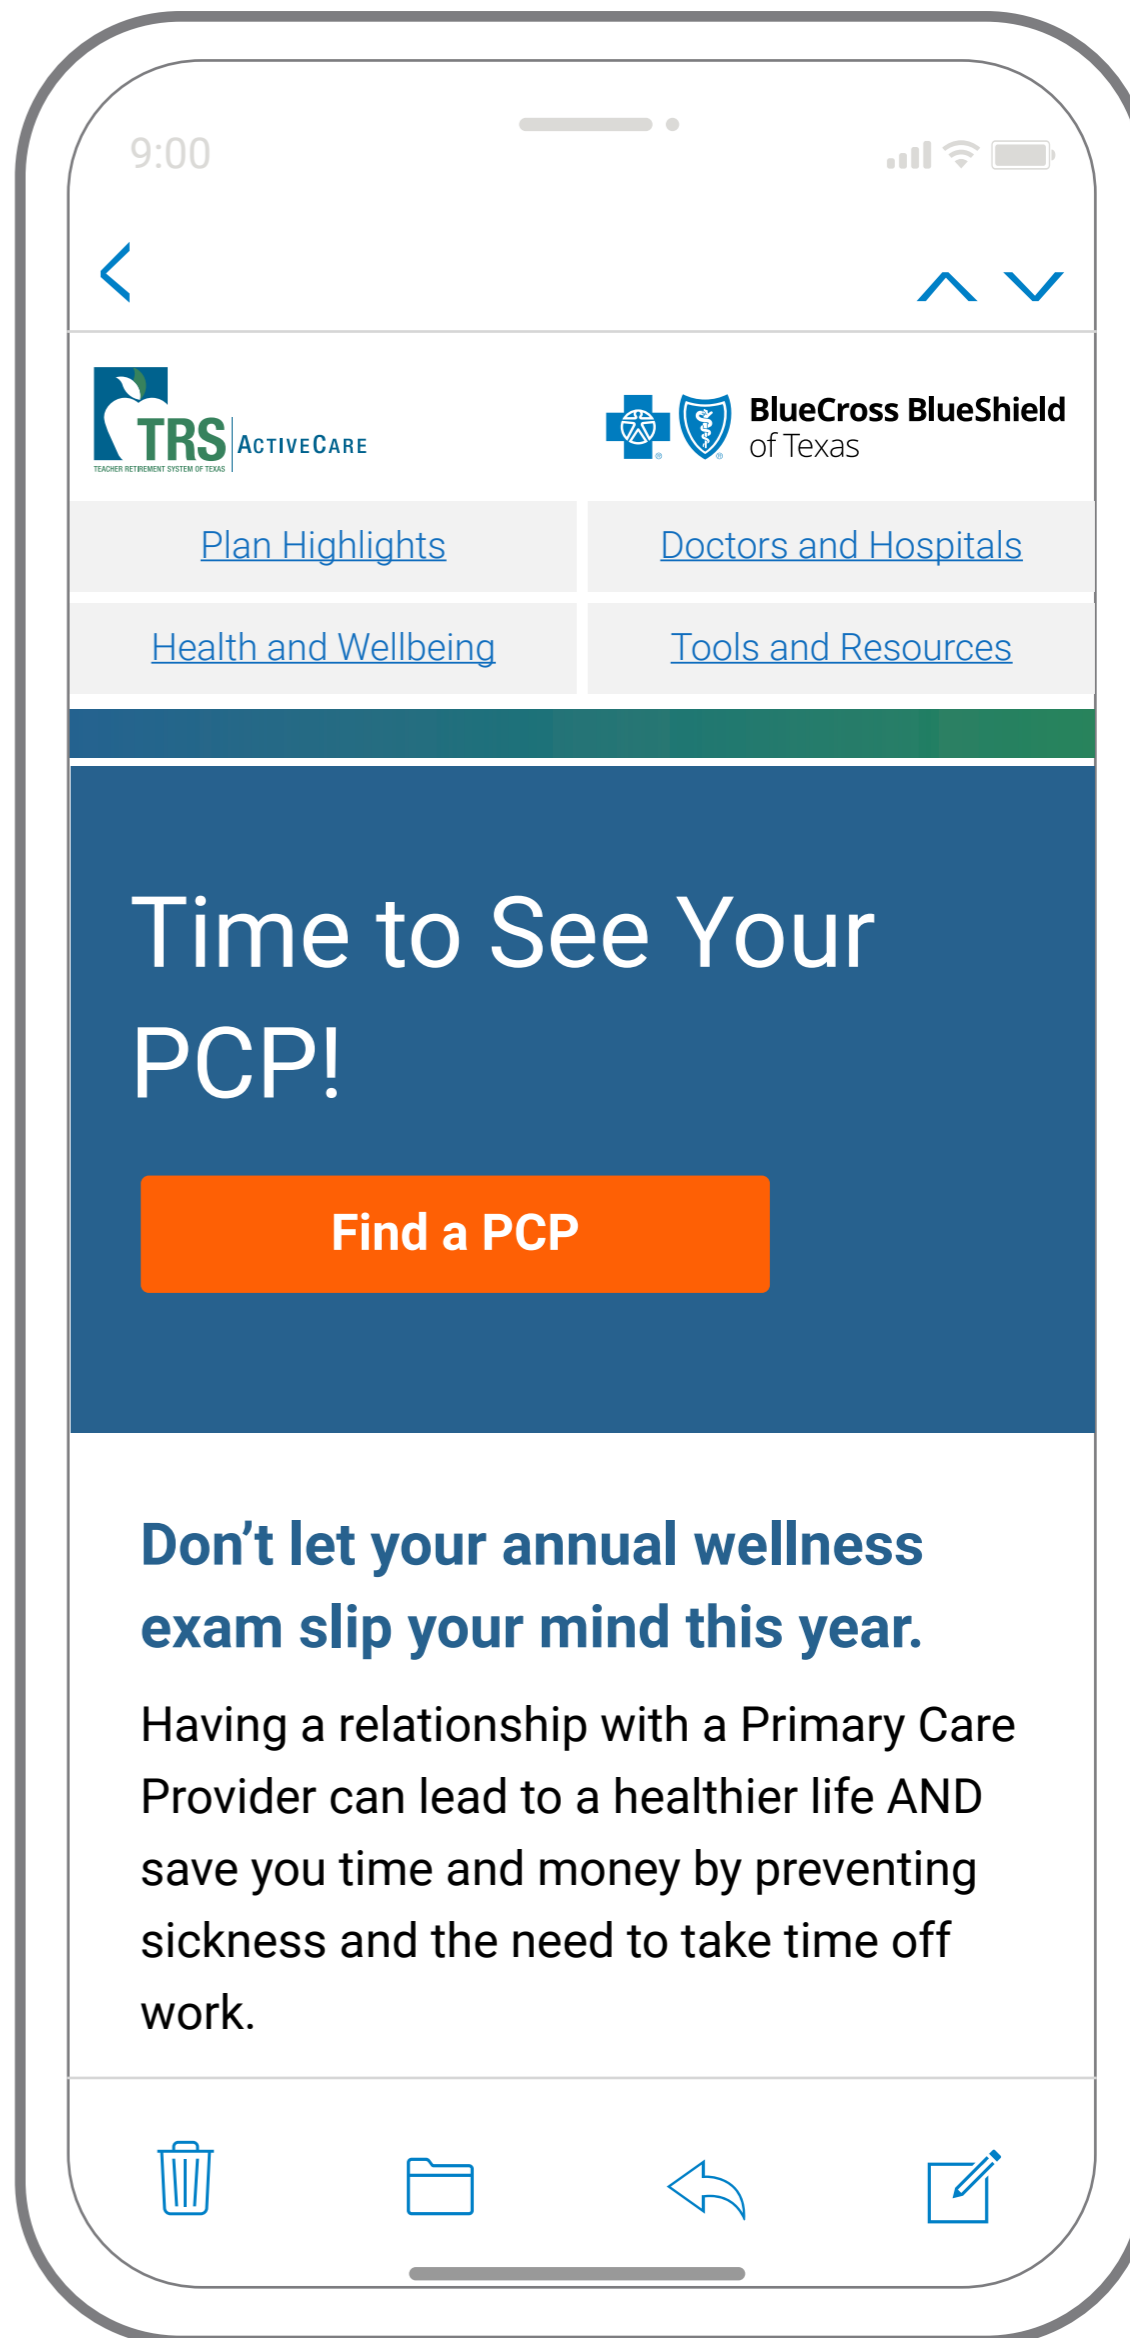 9:00
TRS ACTIVECARE
TEACHER RETIREMENT SYSTEM OF TEXAS
BlueCross BlueShield
of Texas
Plan Highlights
Doctors and Hospitals
Health and Wellbeing
Tools and Resources
Time to See Your
PCP!
Find a PCP
Don’t let your annual wellness
exam slip your mind this year.
Having a relationship with a Primary Care
Provider can lead to a healthier life AND
save you time and money by preventing
sickness and the need to take time off
work.